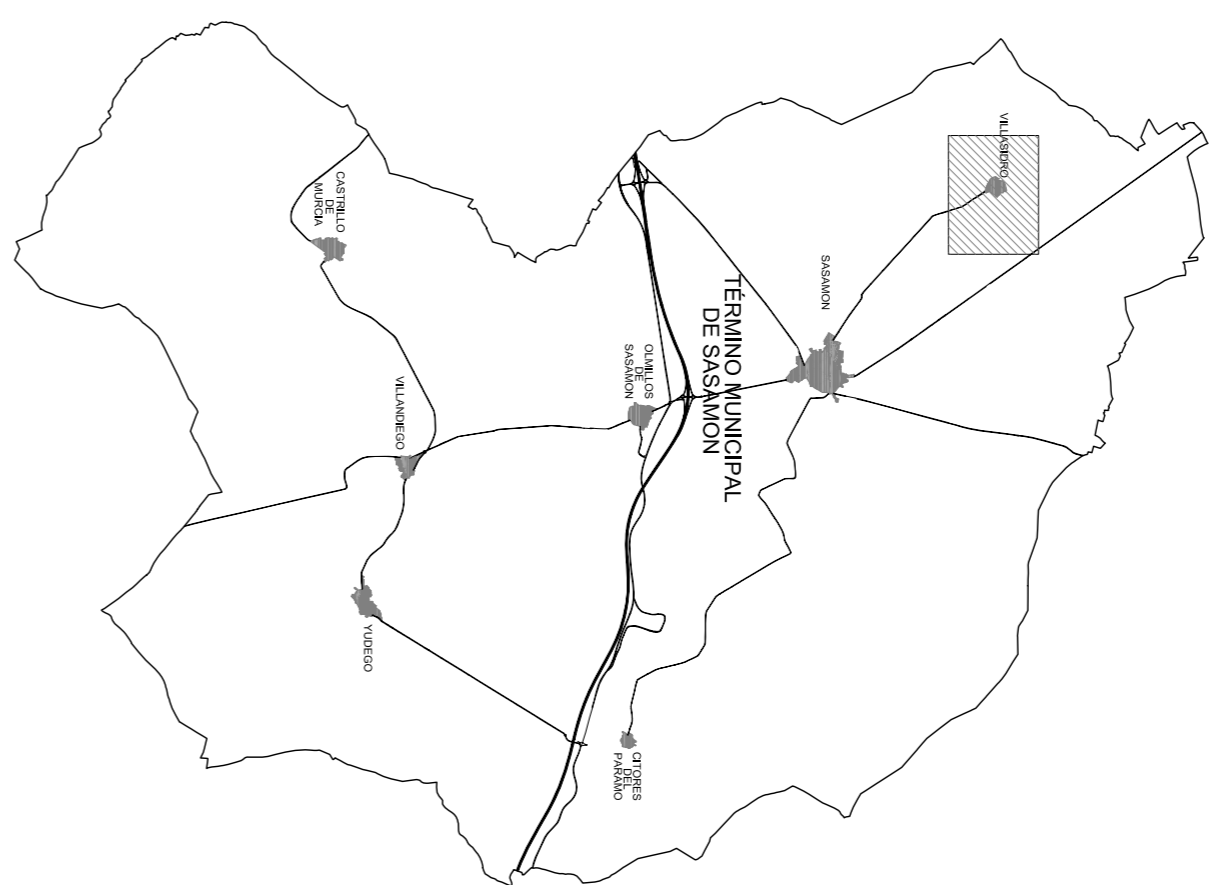 VILLASIDRO
SASAMON
TÉRMINO MUNICIPAL
DE SASAMON
OLMILLOS
DE
SASAMON
CASTRILLO
DE
MURCIA
VILLANDIEGO
YUDEGO
CITORES
DEL
PARAMO